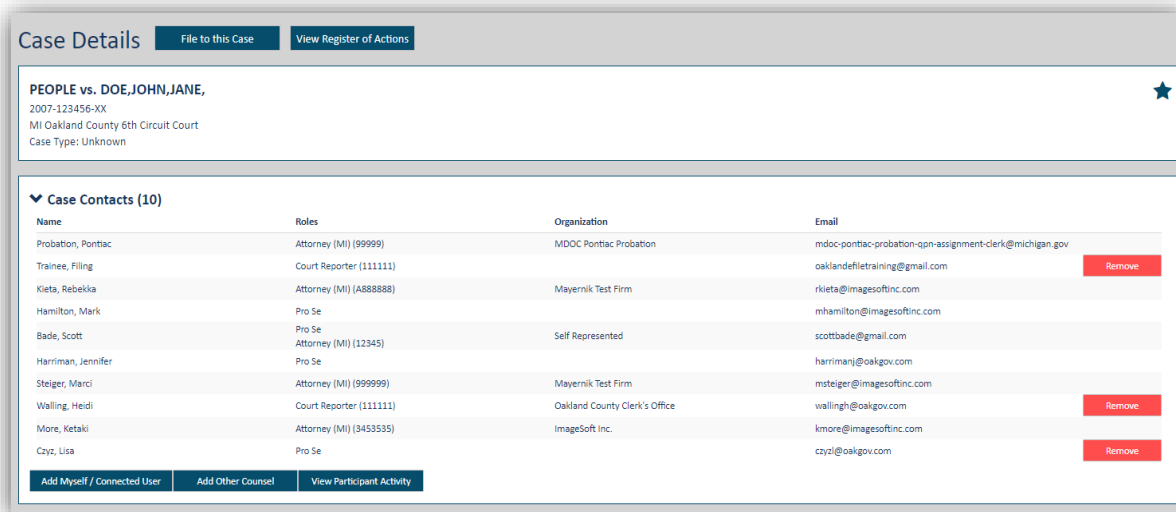 Case Details File to this Case View Register of Actions
PEOPLE vs. DOE,JOHN,JANE,
2007-123456-XX
MI Oakland County 6th Circuit Court
Case Type: Unknown
Case Contacts (10)
Name Roles Organization Email
Probation, Pontiac Attorney (MI) (99999) MDOC Pontiac Probation mdoc-pontiac-probation-qpn-assignment-clerk@michigan.gov
Trainee, Filing Court Reporter (111111) oaklandefiletraining@gmail.com Remove
Kieta, Rebekka Attorney (MI) (A888888) Mayernik Test Firm rkieta@imagesoftinc.com
Hamilton, Mark Pro Se mhamilton@imagesoftinc.com
Bade, Scott Pro Se Self Represented scottbade@gmail.com
Attorney (MI) (12345)
Harriman, Jennifer Pro Se harrimanj@oakgov.com
Steiger, Marci Attorney (MI) (999999) Mayernik Test Firm msteiger@imagesoftinc.com
Walling, Heidi Court Reporter (111111) Oakland County Clerk's Office wallingh@oakgov.com Remove
More, Ketaki Attorney (MI) (3453535) ImageSoft Inc. kmore@imagesoftinc.com
Czyz, Lisa Pro Se czyzl@oakgov.com Remove
Add Myself / Connected User Add Other Counsel View Participant Activity